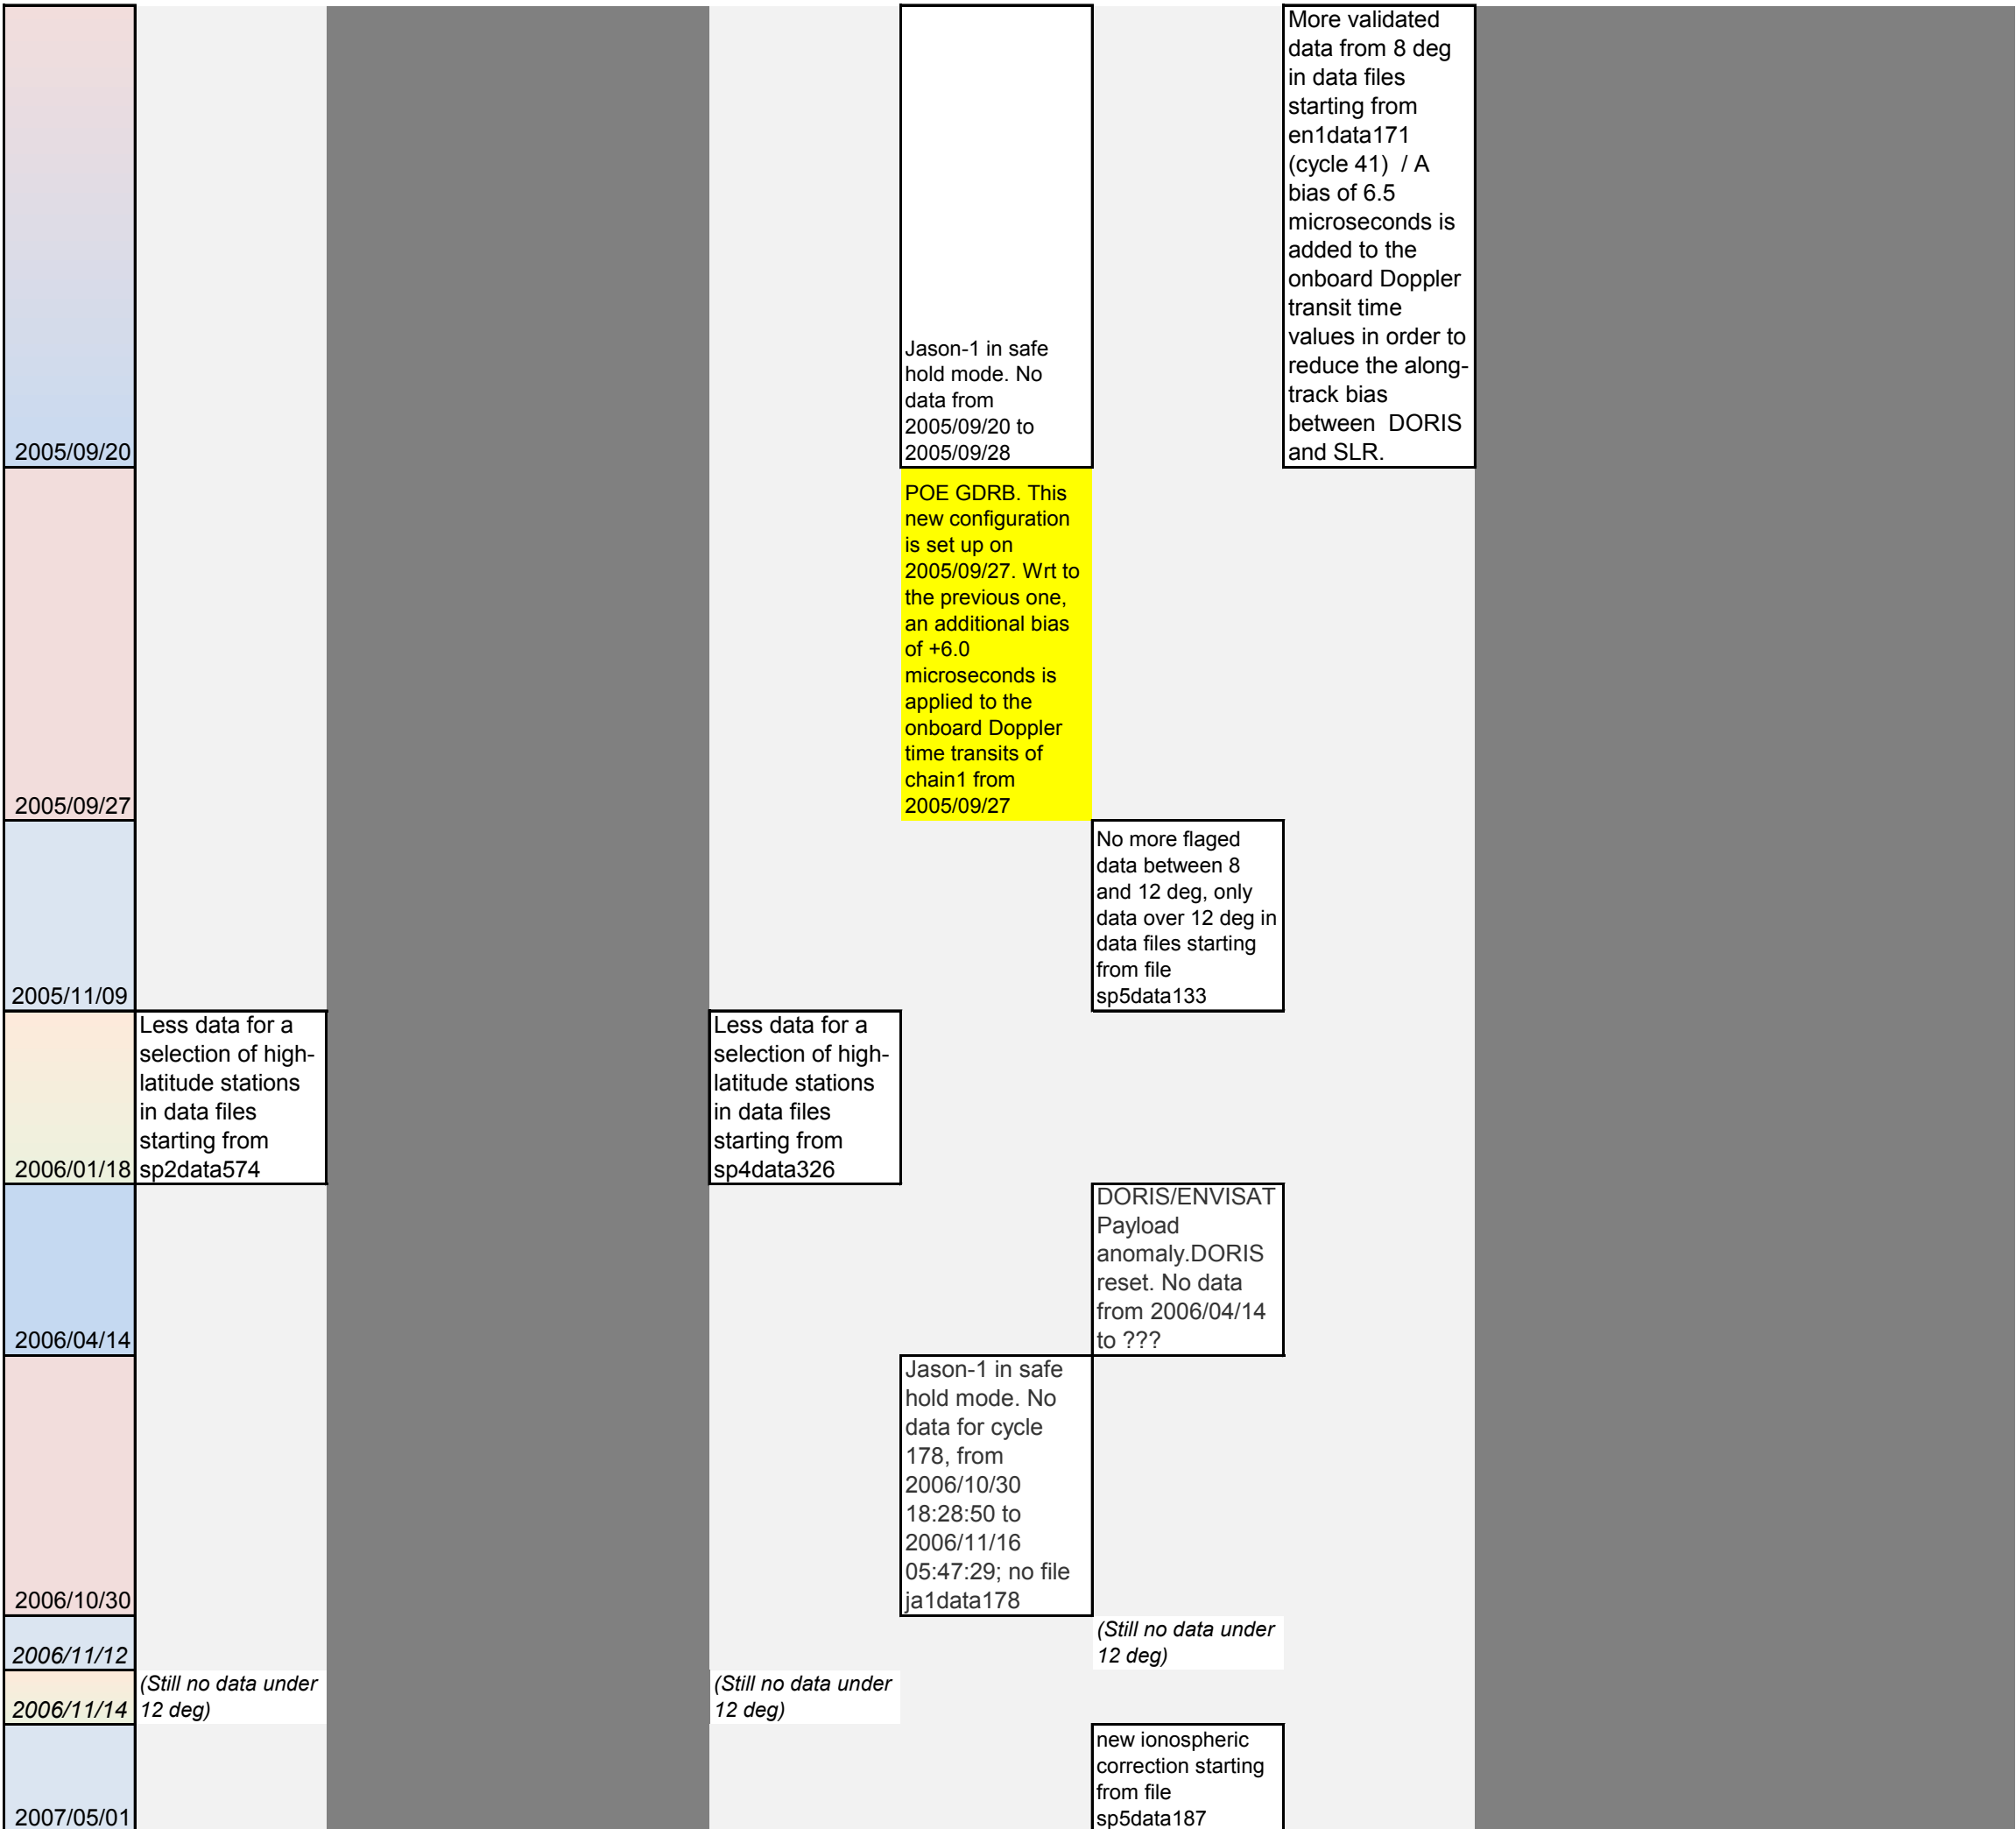 More validated
data from 8 deg
in data files
starting from
en1data171
(cycle 41)  / A
bias of 6.5
microseconds is
added to the
onboard Doppler
transit time
values in order to
reduce the along-
track bias
between  DORIS
and SLR.
Jason-1 in safe
hold mode. No
data from
2005/09/20 to
2005/09/28
2005/09/20
POE GDRB. This
new configuration
is set up on
2005/09/27. Wrt to
the previous one,
an additional bias
of +6.0
microseconds is
applied to the
onboard Doppler
time transits of
chain1 from
2005/09/27
2005/09/27
No more flaged
data between 8
and 12 deg, only
data over 12 deg in
data files starting
from file
sp5data133
2005/11/09
Less data for a
selection of high-
latitude stations
in data files
starting from
sp2data574
Less data for a
selection of high-
latitude stations
in data files
starting from
sp4data326
2006/01/18
DORIS/ENVISAT
Payload
anomaly.DORIS
reset. No data
from 2006/04/14
to ???
2006/04/14
Jason-1 in safe
hold mode. No
data for cycle
178, from
2006/10/30
18:28:50 to
2006/11/16
05:47:29; no file
ja1data178
2006/10/30
(Still no data under
12 deg)
2006/11/12
(Still no data under
12 deg)
(Still no data under
12 deg)
2006/11/14
new ionospheric
correction starting
from file
sp5data187
2007/05/01